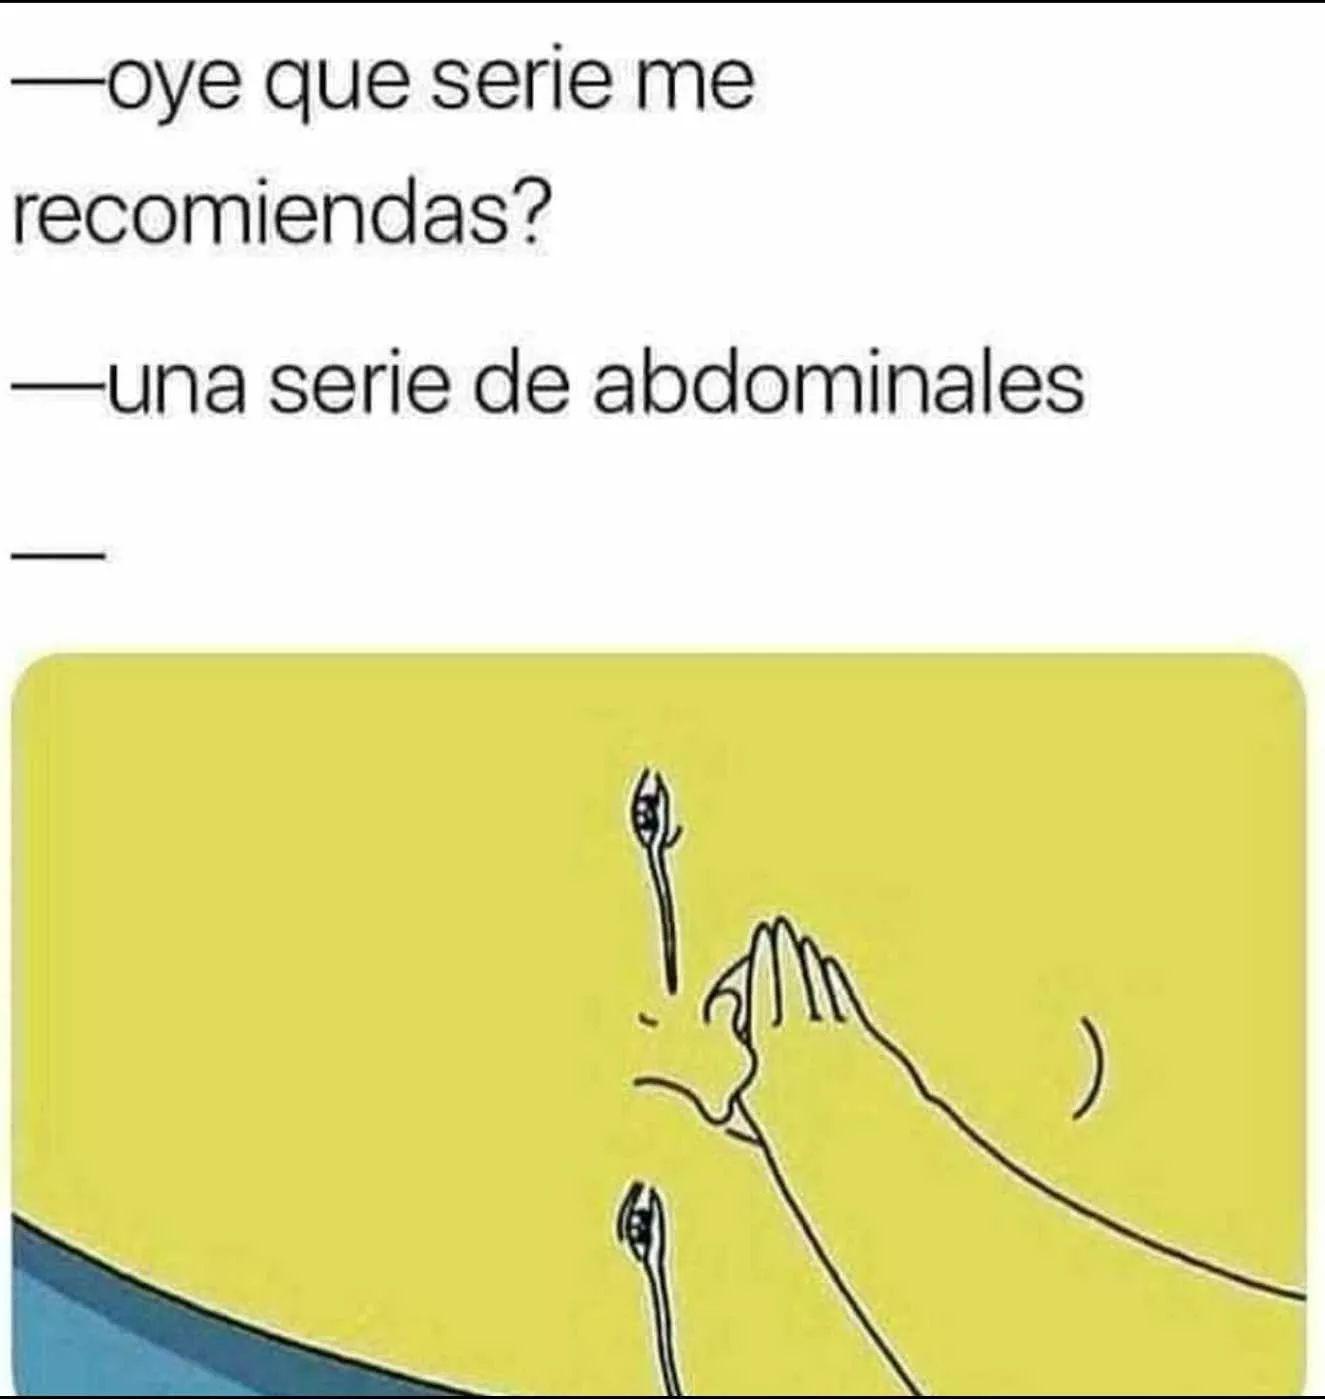 —oye que serie me
recomiendas?
—una serie de abdominales
—